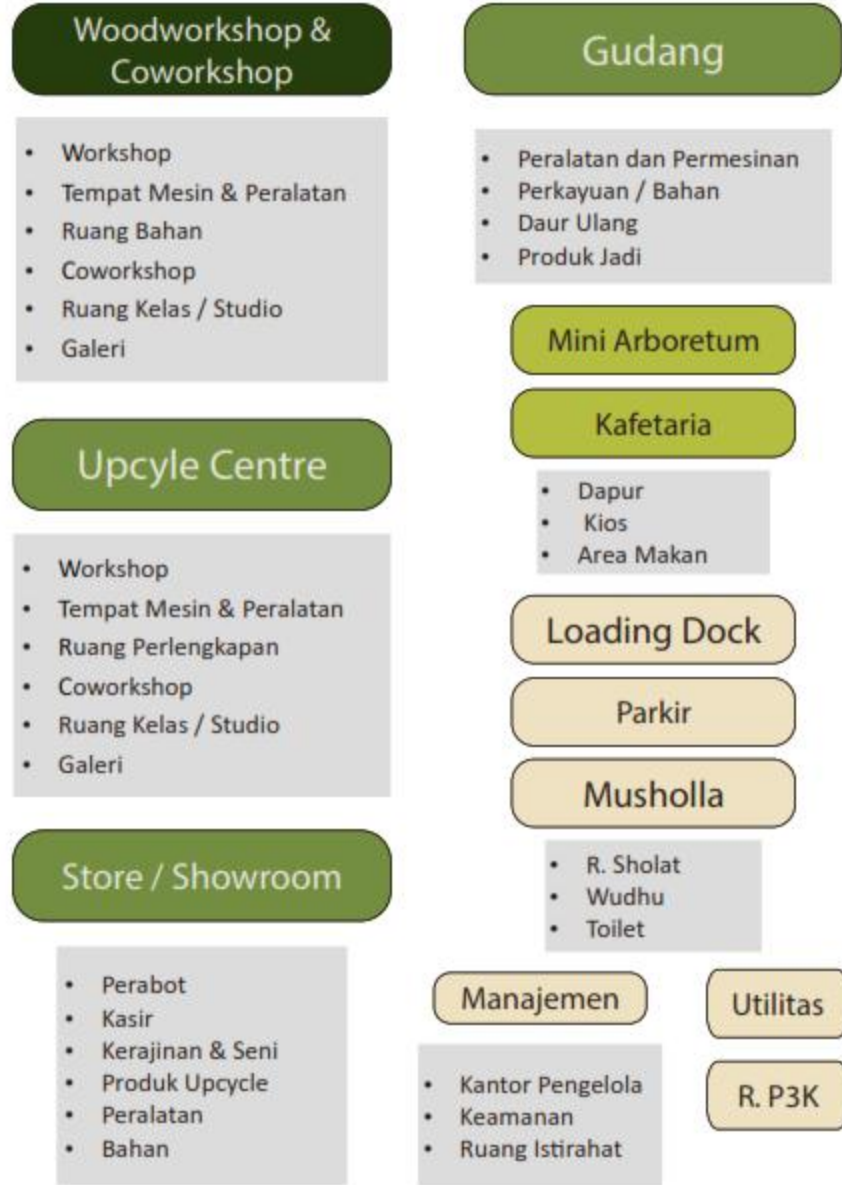 Woodworkshop &
Coworkshop
• Workshop
• Tempat Mesin & Peralatan
• Ruang Bahan
• Coworkshop
• Ruang Kelas / Studio
• Galeri
Upcyle Centre
• Workshop
• Tempat Mesin & Peralatan
• Ruang Perlengkapan
• Coworkshop
• Ruang Kelas / Studio
• Galeri
Store / Showroom
• Perabot
• Kasir
• Kerajinan & Seni
• Produk Upcycle
• Peralatan
• Bahan
Gudang
• Peralatan dan Permesinan
• Perkayuan / Bahan
• Daur Ulang
• Produk Jadi
Mini Arboretum
Kafetaria
• Dapur
• Kios
• Area Makan
Loading Dock
Parkir
Musholla
• R. Sholat
• Wudhu
• Toilet
Manajemen
• Kantor Pengelola
• Keamanan
• Ruang Istirahat
Utilitas
R. P3K